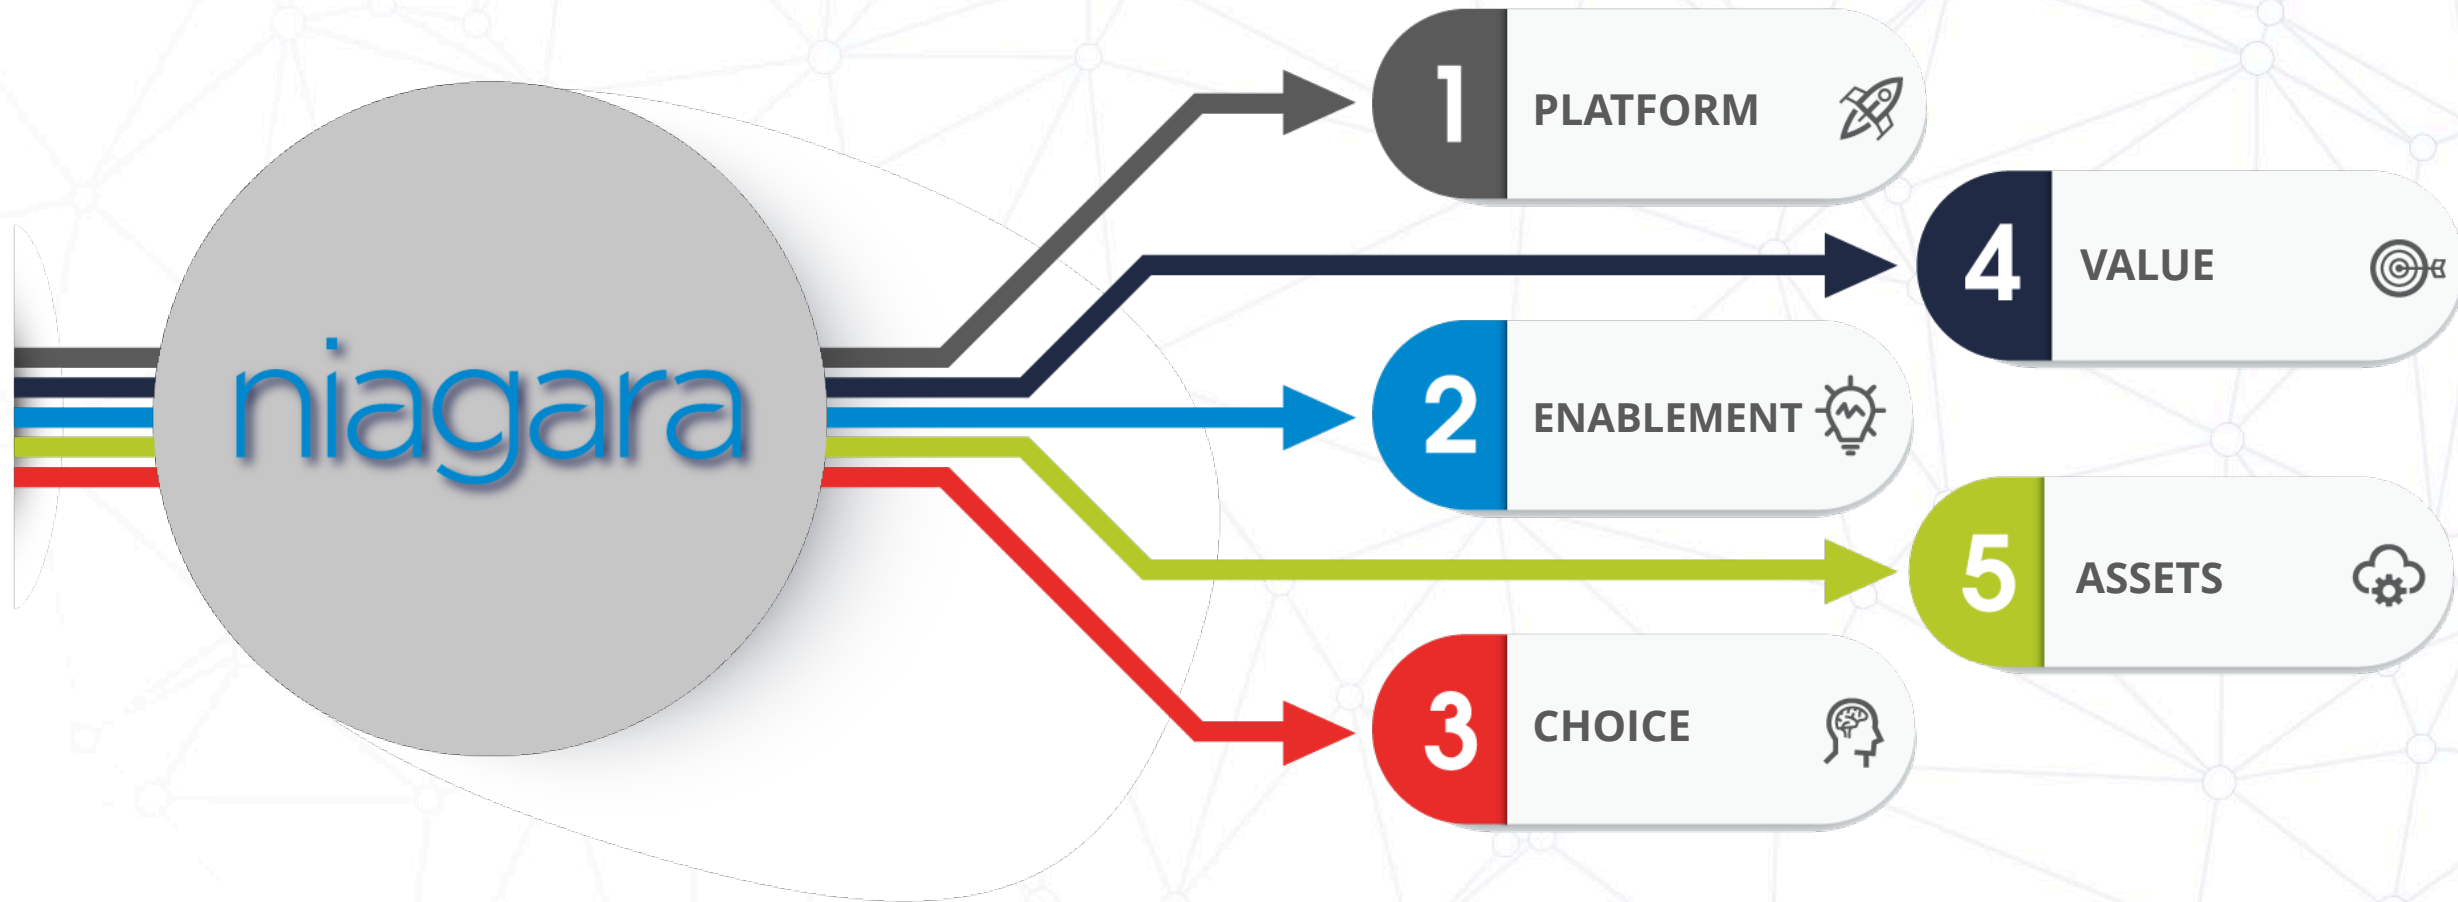 niagara
1 PLATFORM
4 VALUE
2 ENABLEMENT
5 ASSETS
3 CHOICE